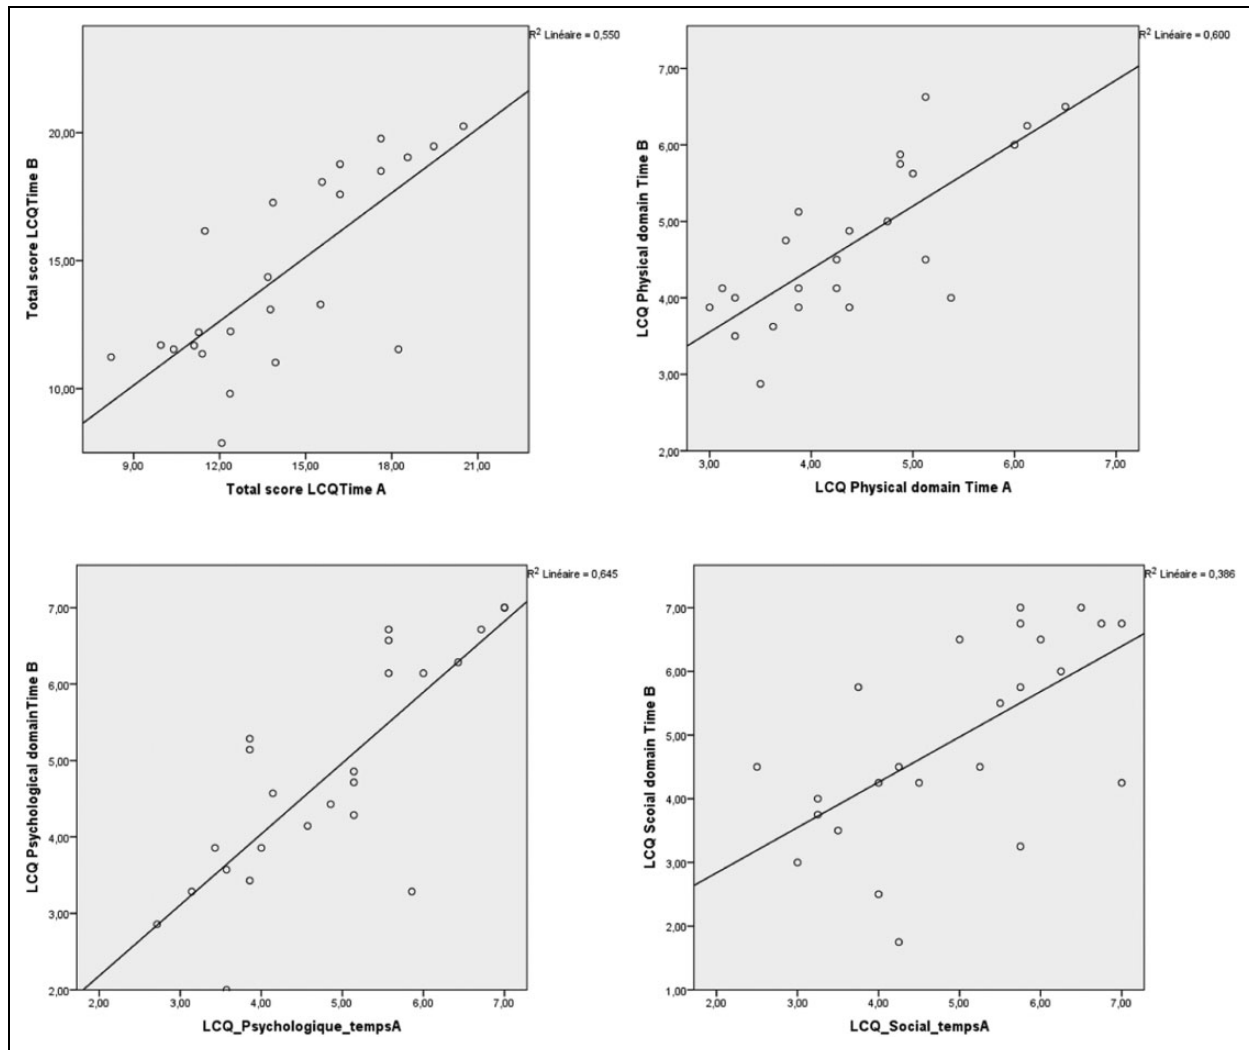 R² Linéaire = 0,550
20,00
15,00
10,00
Total score LCQTime B
9,00 12,00 15,00 18,00 21,00
Total score LCQTime A
R² Linéaire = 0,600
7,00
6,00
5,00
4,00
3,00
2,00
LCQ Physical domain Time B
3,00 4,00 5,00 6,00 7,00
LCQ Physical domain Time A
R² Linéaire = 0,645
7,00
6,00
5,00
4,00
3,00
2,00
LCQ Psychological domainTime B
2,00 3,00 4,00 5,00 6,00 7,00
LCQ_Psychologique_tempsA
R² Linéaire = 0,386
7,00
6,00
5,00
4,00
3,00
2,00
1,00
LCQ Scoial domain Time B
2,00 3,00 4,00 5,00 6,00 7,00
LCQ_Social_tempsA